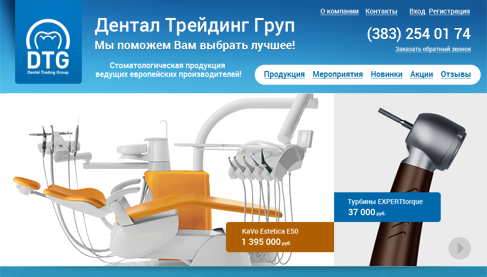 О компании Контакты Вход Регистрация
DTG
Dental Trading Group
Дентал Трейдинг Груп
Мы поможем Вам выбрать лучшее!
(383) 254 01 74
Заказать обратный звонок
Стоматологическая продукция
ведущих европейских производителей!
Продукция Мероприятия Новинки Акции Отзывы
Турбины EXPERTtorque
37 000 руб.
KaVo Estetica E50
1 395 000 руб.